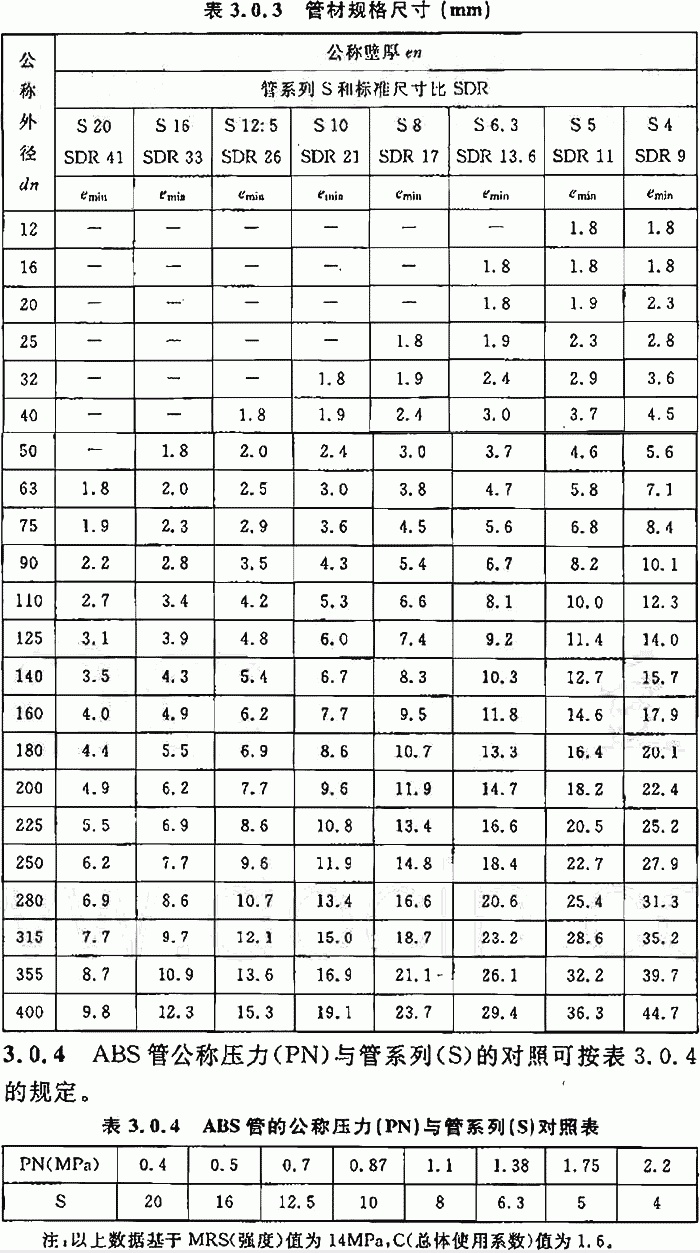 表 3.0.3 管材规格尺寸 (mm)
公称外径 dn
公称壁厚 en
管系列 S 和标准尺寸比 SDR
S 20 S 16 S 12:5 S 10 S 8 S 6.3 S 5 S 4
SDR 41 SDR 33 SDR 26 SDR 21 SDR 17 SDR 13.6 SDR 11 SDR 9
emin emin emin emin emin emin emin emin
12 — — — — — — 1.8 1.8
16 — — — — — 1.8 1.8 1.8
20 — — — — — 1.8 1.9 2.3
25 — — — — 1.8 1.9 2.3 2.8
32 — — — 1.8 1.9 2.4 2.9 3.6
40 — — 1.8 1.9 2.4 3.0 3.7 4.5
50 — 1.8 2.0 2.4 3.0 3.7 4.6 5.6
63 1.8 2.0 2.5 3.0 3.8 4.7 5.8 7.1
75 1.9 2.3 2.9 3.6 4.5 5.6 6.8 8.4
90 2.2 2.8 3.5 4.3 5.4 6.7 8.2 10.1
110 2.7 3.4 4.2 5.3 6.6 8.1 10.0 12.3
125 3.1 3.9 4.8 6.0 7.4 9.2 11.4 14.0
140 3.5 4.3 5.4 6.7 8.3 10.3 12.7 15.7
160 4.0 4.9 6.2 7.7 9.5 11.8 14.6 17.9
180 4.4 5.5 6.9 8.6 10.7 13.3 16.4 20.1
200 4.9 6.2 7.7 9.6 11.9 14.7 18.2 22.4
225 5.5 6.9 8.6 10.8 13.4 16.6 20.5 25.2
250 6.2 7.7 9.6 11.9 14.8 18.4 22.7 27.9
280 6.9 8.6 10.7 13.4 16.6 20.6 25.4 31.3
315 7.7 9.7 12.1 15.0 18.7 23.2 28.6 35.2
355 8.7 10.9 13.6 16.9 21.1 26.1 32.2 39.7
400 9.8 12.3 15.3 19.1 23.7 29.4 36.3 44.7
3.0.4 ABS 管公称压力(PN)与管系列(S)的对照可按表 3.0.4
的规定。
表 3.0.4 ABS 管的公称压力(PN)与管系列(S)对照表
PN(MPa) 0.4 0.5 0.7 0.87 1.1 1.38 1.75 2.2
S 20 16 12.5 10 8 6.3 5 4
注:以上数据基于 MRS(强度)值为 14MPa,C(总体使用系数)值为 1.6。